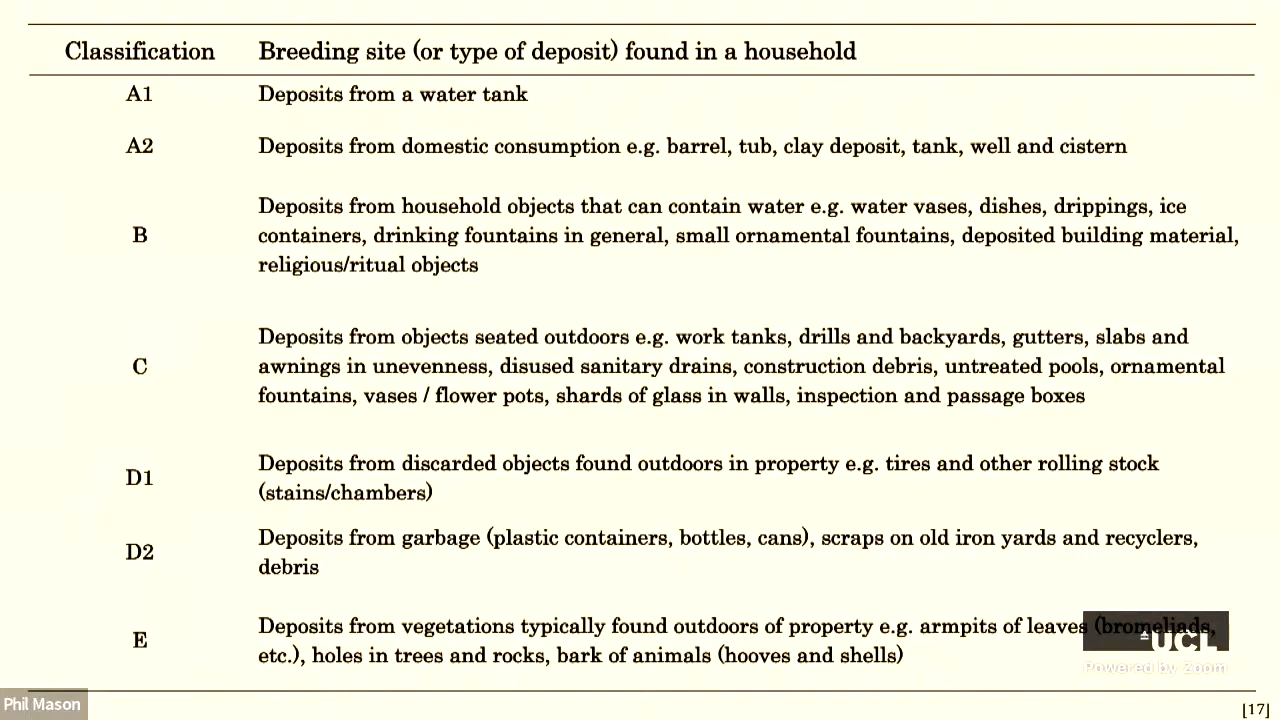 Classification Breeding site (or type of deposit) found in a household
A1 Deposits from a water tank
A2 Deposits from domestic consumption e.g. barrel, tub, clay deposit, tank, well and cistern
B Deposits from household objects that can contain water e.g. water vases, dishes, drippings, ice
containers, drinking fountains in general, small ornamental fountains, deposited building material,
religious/ritual objects
C Deposits from objects seated outdoors e.g. work tanks, drills and backyards, gutters, slabs and
awnings in unevenness, disused sanitary drains, construction debris, untreated pools, ornamental
fountains, vases / flower pots, shards of glass in walls, inspection and passage boxes
D1 Deposits from discarded objects found outdoors in property e.g. tires and other rolling stock
(stains/chambers)
D2 Deposits from garbage (plastic containers, bottles, cans), scraps on old iron yards and recyclers,
debris
E Deposits from vegetations typically found outdoors of property e.g. armpits of leaves (bromeliads,
etc.), holes in trees and rocks, bark of animals (hooves and shells)
UCL
Powered by Zoom
Phil Mason
[17]